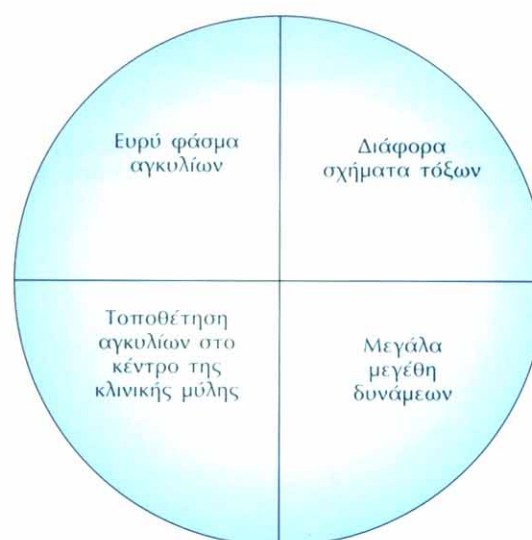 Ευρύ φάσμα
αγκυλίων
Διάφορα
σχήματα τόξων
Τοποθέτηση
αγκυλίων στο
κέντρο της
κλινικής μύλης
Μεγάλα
μεγέθη
δυνάμεων